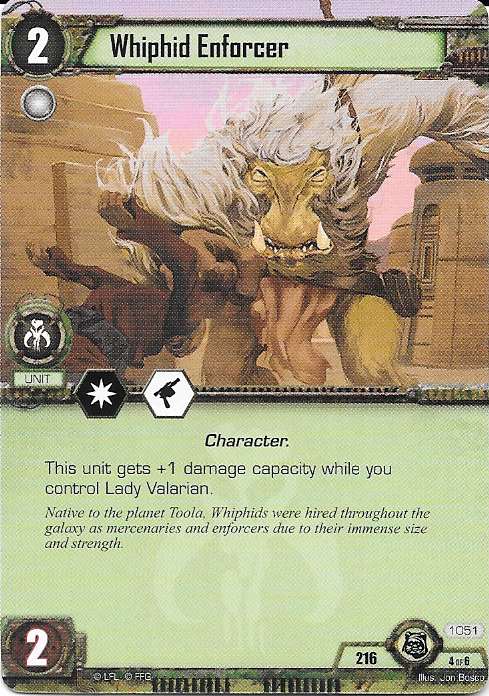 2
Whiphid Enforcer
UNIT
Character.
This unit gets +1 damage capacity while you
control Lady Valarian.
Native to the planet Toola, Whiphids were hired throughout the
galaxy as mercenaries and enforcers due to their immense size
and strength.
2
216
1051
4 OF 6
© LFL. © FFG
Illus. Jon Bosco